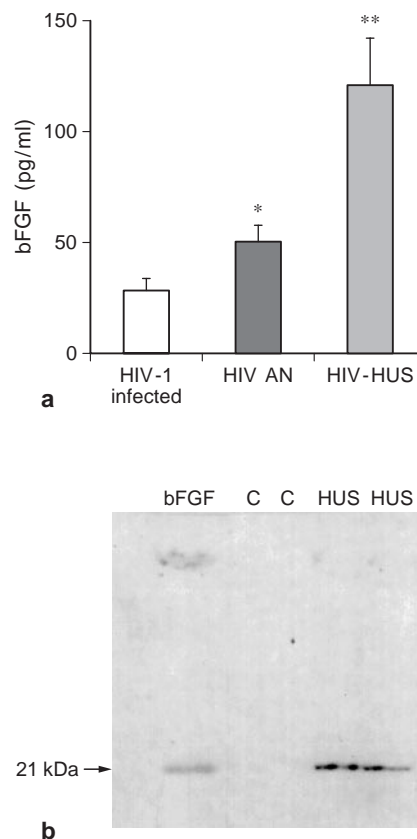 150
**
100
bFGF (pg/ml)
*
50
0
HIV-1
infected
HIV AN
HIV-HUS
a
bFGF C C HUS HUS
21 kDa
b